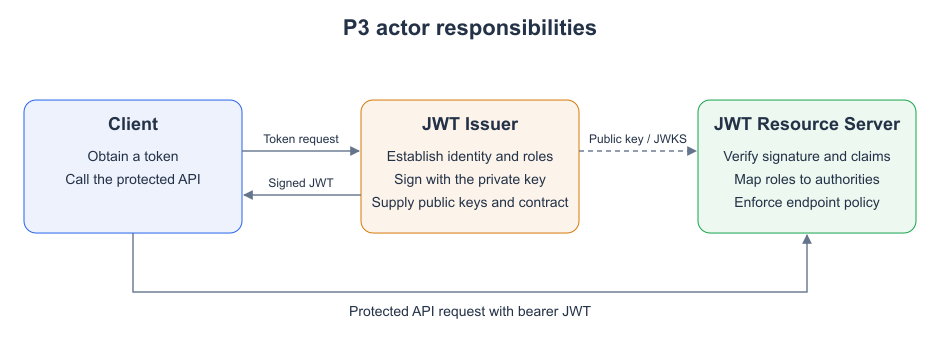 P3 actor responsibilities
Client
Obtain a token
Call the protected API
Token request
Signed JWT
JWT Issuer
Establish identity and roles
Sign with the private key
Supply public keys and contract
Public key / JWKS
JWT Resource Server
Verify signature and claims
Map roles to authorities
Enforce endpoint policy
Protected API request with bearer JWT